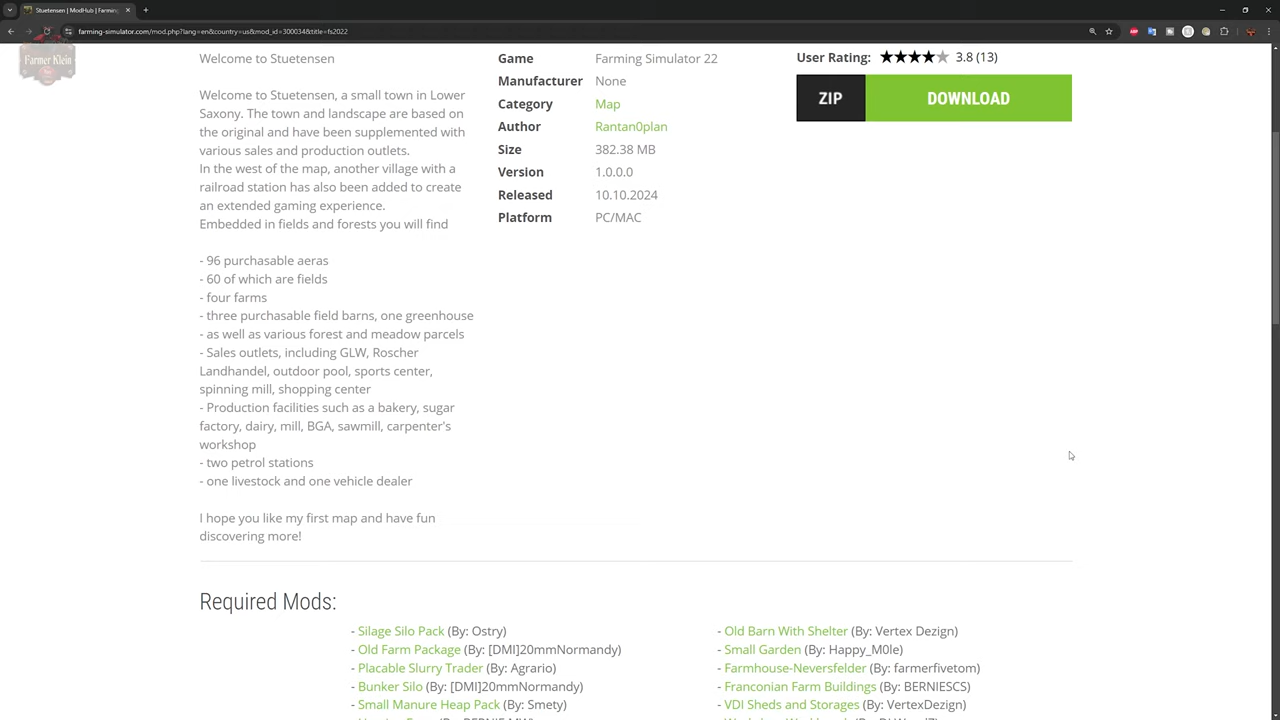 Stuetensen | ModHub | Farming
farming-simulator.com/mod.php?lang=en&country=us&mod_id=300034&title=fs2022
Farmer Klein
Welcome to Stuetensen
Welcome to Stuetensen, a small town in Lower
Saxony. The town and landscape are based on
the original and have been supplemented with
various sales and production outlets.
In the west of the map, another village with a
railroad station has also been added to create
an extended gaming experience.
Embedded in fields and forests you will find
- 96 purchasable aeras
- 60 of which are fields
- four farms
- three purchasable field barns, one greenhouse
- as well as various forest and meadow parcels
- Sales outlets, including GLW, Roscher
Landhandel, outdoor pool, sports center,
spinning mill, shopping center
- Production facilities such as a bakery, sugar
factory, dairy, mill, BGA, sawmill, carpenter's
workshop
- two petrol stations
- one livestock and one vehicle dealer
I hope you like my first map and have fun
discovering more!
Game Farming Simulator 22
Manufacturer None
Category Map
Author Rantan0plan
Size 382.38 MB
Version 1.0.0.0
Released 10.10.2024
Platform PC/MAC
User Rating: 3.8 (13)
ZIP DOWNLOAD
Required Mods:
- Silage Silo Pack (By: Ostry)
- Old Farm Package (By: [DMI]20mmNormandy)
- Placable Slurry Trader (By: Agrario)
- Bunker Silo (By: [DMI]20mmNormandy)
- Small Manure Heap Pack (By: Smety)
- Old Barn With Shelter (By: Vertex Dezign)
- Small Garden (By: Happy_M0le)
- Farmhouse-Neversfelder (By: farmerfivetom)
- Franconian Farm Buildings (By: BERNIESCS)
- VDI Sheds and Storages (By: VertexDezign)